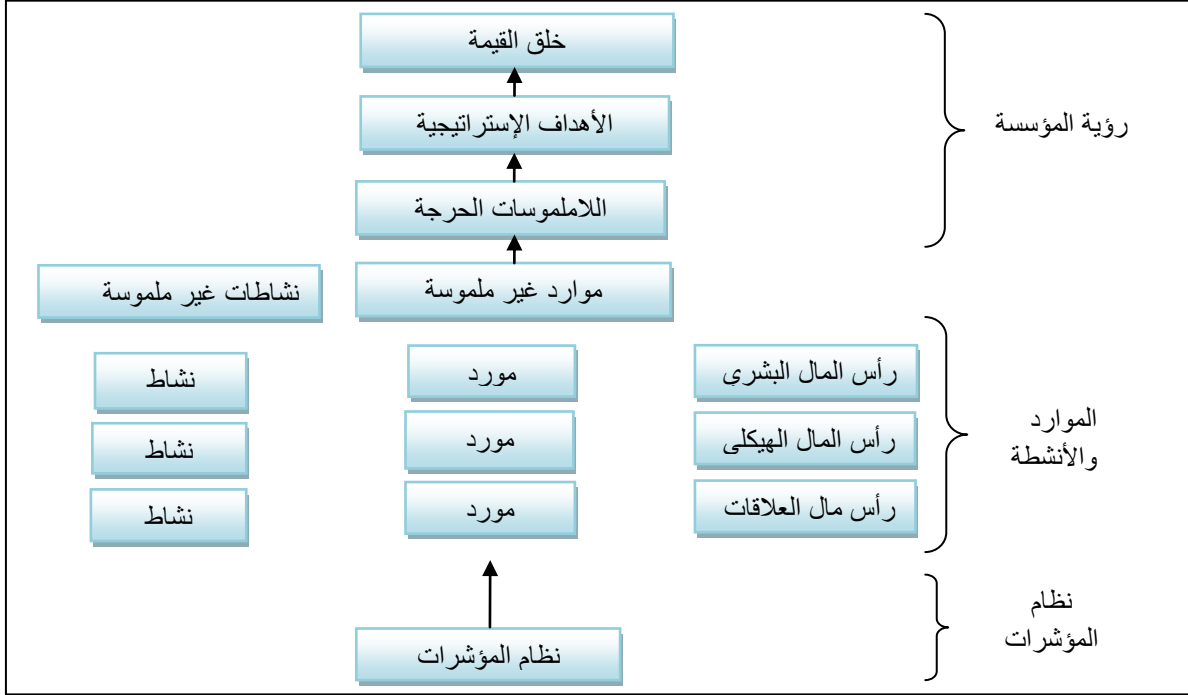 خلق القيمة
الأهداف الإستراتيجية
رؤية المؤسسة
اللاملموسات الحرجة
موارد غير ملموسة
نشاطات غير ملموسة
رأس المال البشري
مورد
نشاط
الموارد
والأنشطة
رأس المال الهيكلي
مورد
نشاط
رأس مال العلاقات
مورد
نشاط
نظام
المؤشرات
نظام المؤشرات